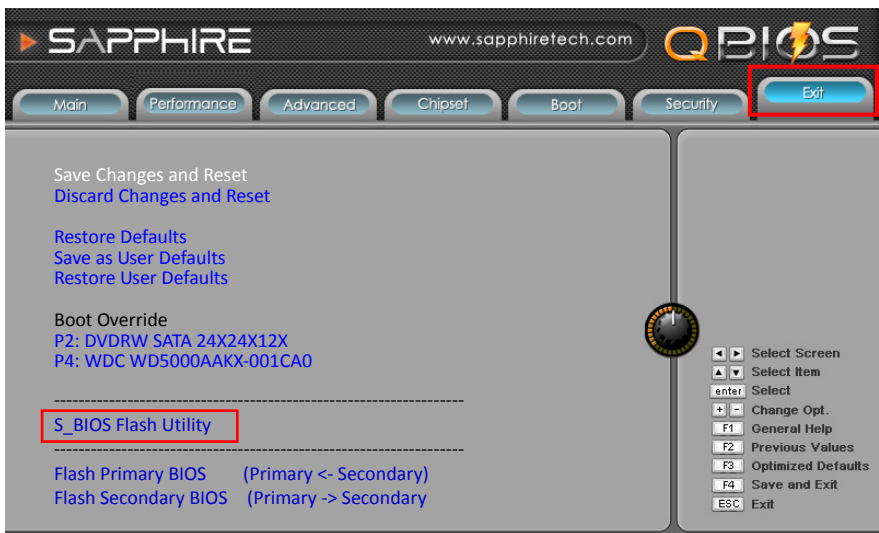 SAPPHIRE
www.sapphiretech.com
QBIOS
Main Performance Advanced Chipset Boot Security Exit
Save Changes and Reset
Discard Changes and Reset
Restore Defaults
Save as User Defaults
Restore User Defaults
Boot Override
P2: DVDRW SATA 24X24X12X
P4: WDC WD5000AAKX-001CA0
-------------------------------------------------------------------
S_BIOS Flash Utility
-------------------------------------------------------------------
Flash Primary BIOS (Primary <- Secondary)
Flash Secondary BIOS (Primary -> Secondary
Select Screen
Select Item
enter Select
+ - Change Opt.
F1 General Help
F2 Previous Values
F3 Optimized Defaults
F4 Save and Exit
ESC Exit